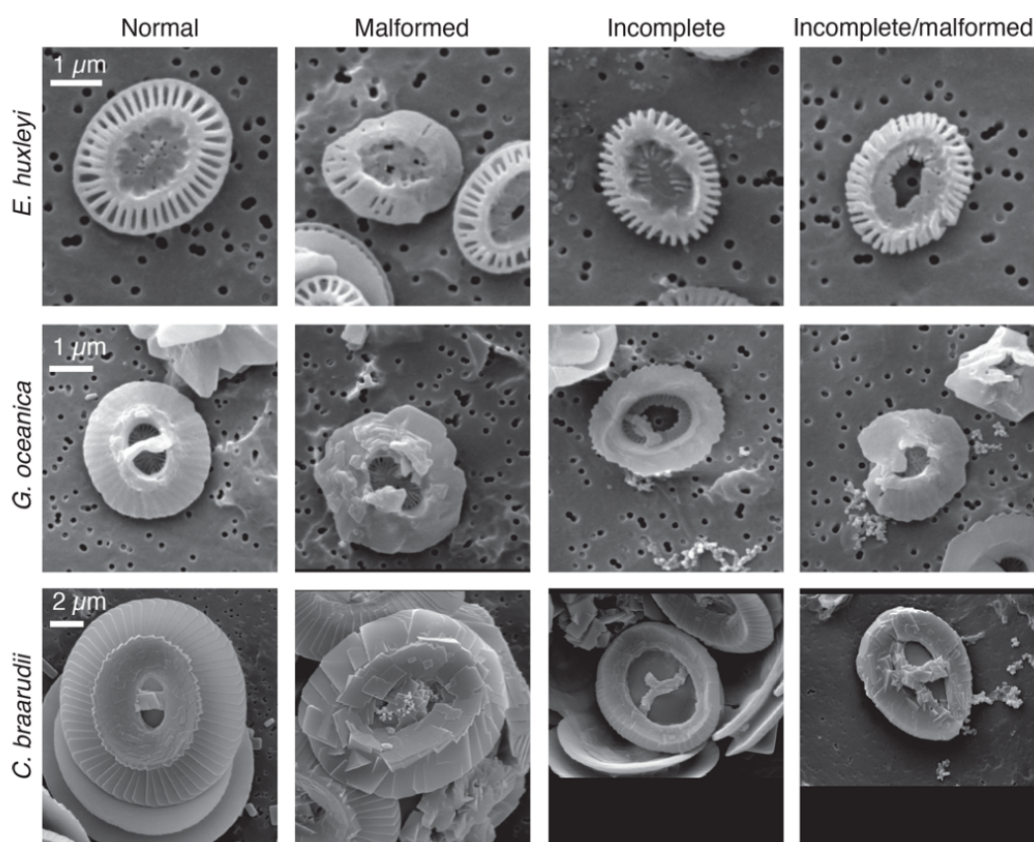 Normal
Malformed
Incomplete
Incomplete/malformed
E. huxleyi
1 µm
G. oceanica
1 µm
C. braarudii
2 µm